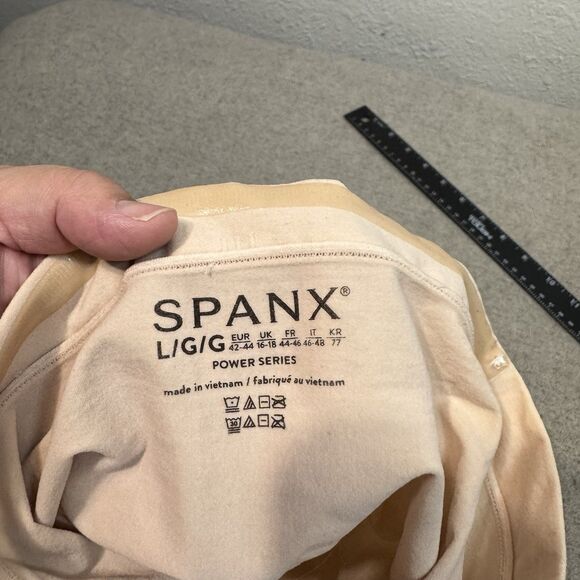 SPANX®
L/G/G EUR UK FR IT KR
42-44 16-18 44-46 46-48 77
POWER SERIES
made in vietnam / fabriqué au vietnam
30